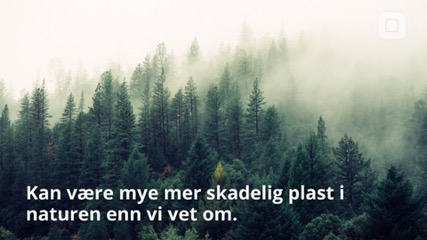 Kan være mye mer skadelig plast i
naturen enn vi vet om.